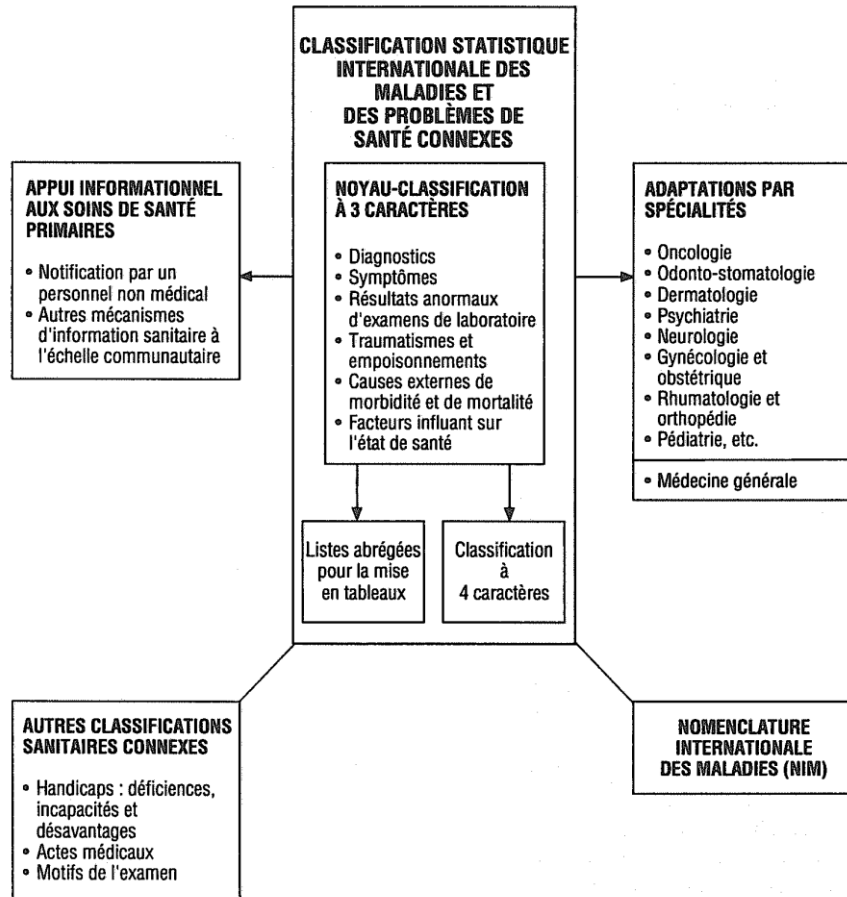 CLASSIFICATION STATISTIQUE
INTERNATIONALE DES
MALADIES ET
DES PROBLÈMES DE
SANTÉ CONNEXES
APPUI INFORMATIONNEL
AUX SOINS DE SANTÉ
PRIMAIRES
• Notification par un
personnel non médical
• Autres mécanismes
d'information sanitaire à
l'échelle communautaire
NOYAU-CLASSIFICATION
À 3 CARACTÈRES
• Diagnostics
• Symptômes
• Résultats anormaux
d'examens de laboratoire
• Traumatismes et
empoisonnements
• Causes externes de
morbidité et de mortalité
• Facteurs influant sur
l'état de santé
ADAPTATIONS PAR
SPÉCIALITÉS
• Oncologie
• Odonto-stomatologie
• Dermatologie
• Psychiatrie
• Neurologie
• Gynécologie et
obstétrique
• Rhumatologie et
orthopédie
• Pédiatrie, etc.
• Médecine générale
Listes abrégées
pour la mise
en tableaux
Classification
à
4 caractères
AUTRES CLASSIFICATIONS
SANITAIRES CONNEXES
• Handicaps : déficiences,
incapacités et
désavantages
• Actes médicaux
• Motifs de l'examen
NOMENCLATURE
INTERNATIONALE
DES MALADIES (NIM)